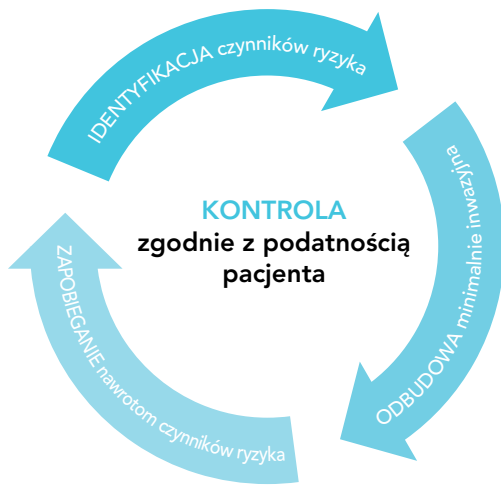 IDENTYFIKACJA czynników ryzyka
ODBUDOWA minimalnie inwazyjna
ZAPOBIEGANIE nawrotom czynników ryzyka
KONTROLA
zgodnie z podatnością
pacjenta